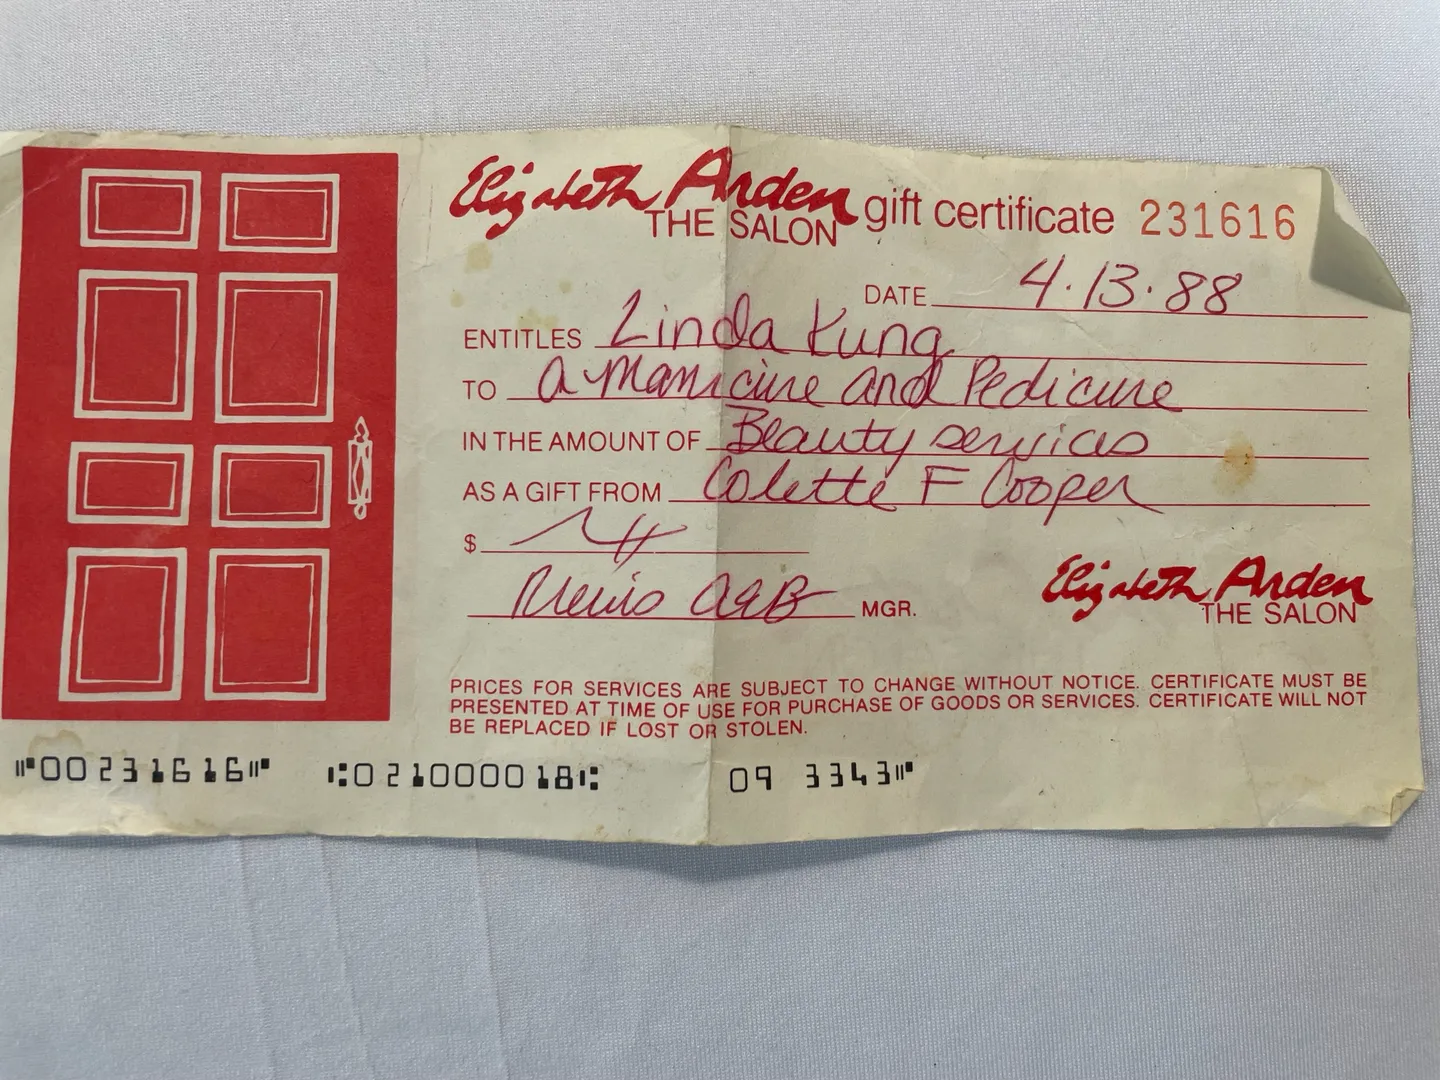 Elizabeth Arden gift certificate 231616
THE SALON
DATE 4.13.88
ENTITLES Linda Kung
TO a Manicure and Pedicure
IN THE AMOUNT OF Beauty services
AS A GIFT FROM Colette F Cooper
$
MGR.
Elizabeth Arden
THE SALON
PRICES FOR SERVICES ARE SUBJECT TO CHANGE WITHOUT NOTICE. CERTIFICATE MUST BE
PRESENTED AT TIME OF USE FOR PURCHASE OF GOODS OR SERVICES. CERTIFICATE WILL NOT
BE REPLACED IF LOST OR STOLEN.
⑈00231616⑈ ⑆021000018⑆ 09 3343⑈